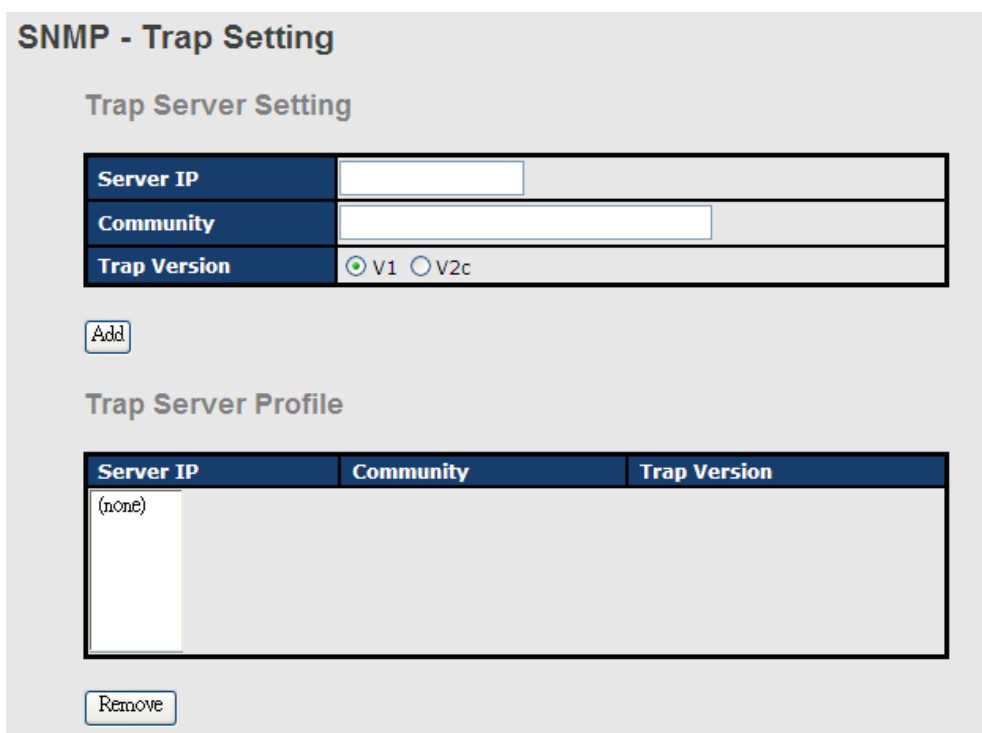 SNMP - Trap Setting
Trap Server Setting
Server IP
Community
Trap Version V1 V2c
Add
Trap Server Profile
Server IP Community Trap Version
(none)
Remove